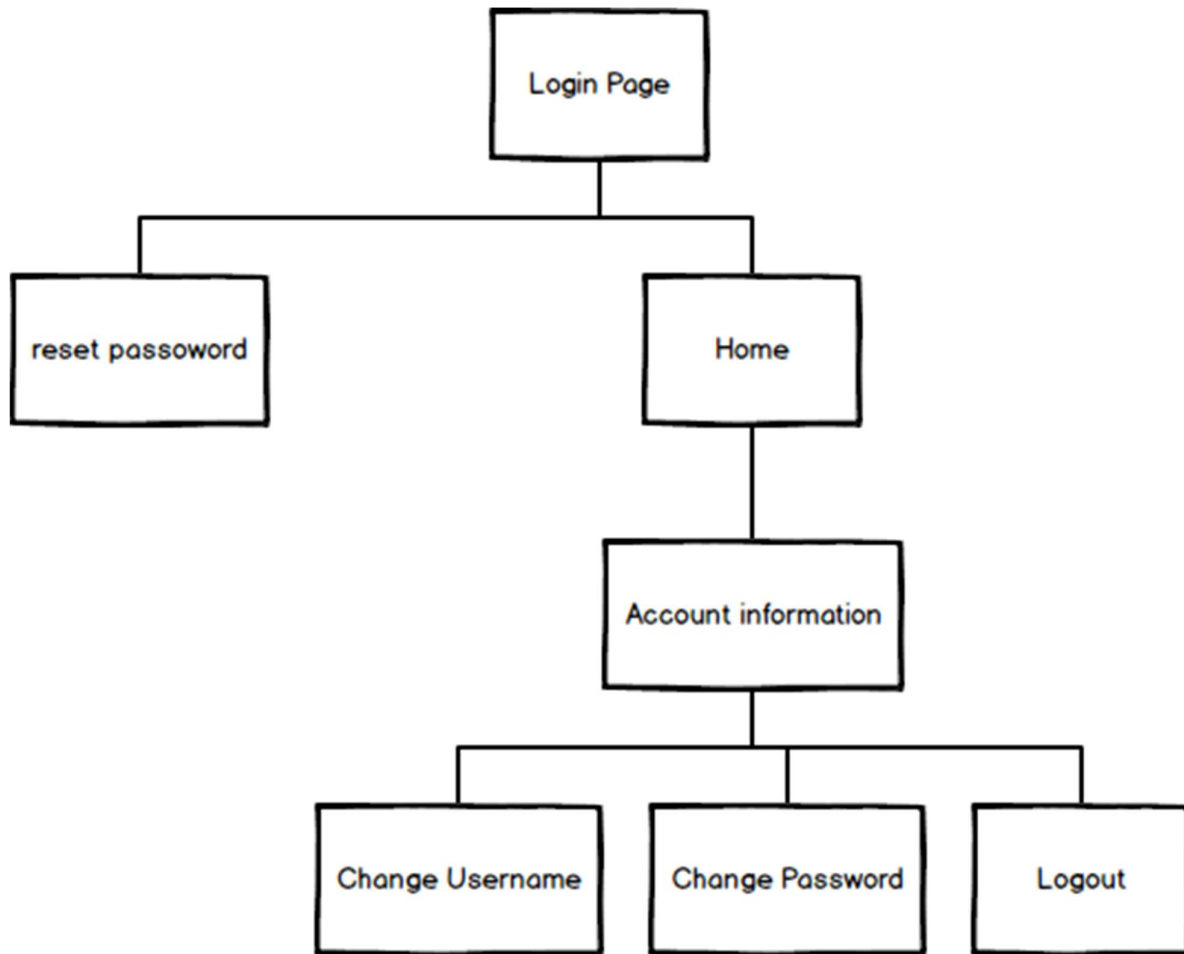 Login Page
reset passoword
Home
Account information
Change Username
Change Password
Logout